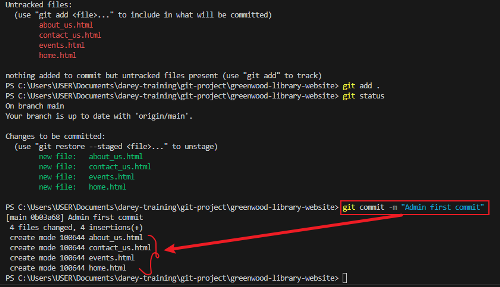 Untracked files:
(use "git add <file>..." to include in what will be committed)
about_us.html
contact_us.html
events.html
home.html
nothing added to commit but untracked files present (use "git add" to track)
PS C:\Users\USER\Documents\darey-training\git-project\greenwood-library-website> git add .
PS C:\Users\USER\Documents\darey-training\git-project\greenwood-library-website> git status
On branch main
Your branch is up to date with 'origin/main'.
Changes to be committed:
(use "git restore --staged <file>..." to unstage)
new file:   about_us.html
new file:   contact_us.html
new file:   events.html
new file:   home.html
PS C:\Users\USER\Documents\darey-training\git-project\greenwood-library-website> git commit -m "Admin first commit"
[main 0b03a68] Admin first commit
4 files changed, 4 insertions(+)
create mode 100644 about_us.html
create mode 100644 contact_us.html
create mode 100644 events.html
create mode 100644 home.html
PS C:\Users\USER\Documents\darey-training\git-project\greenwood-library-website>